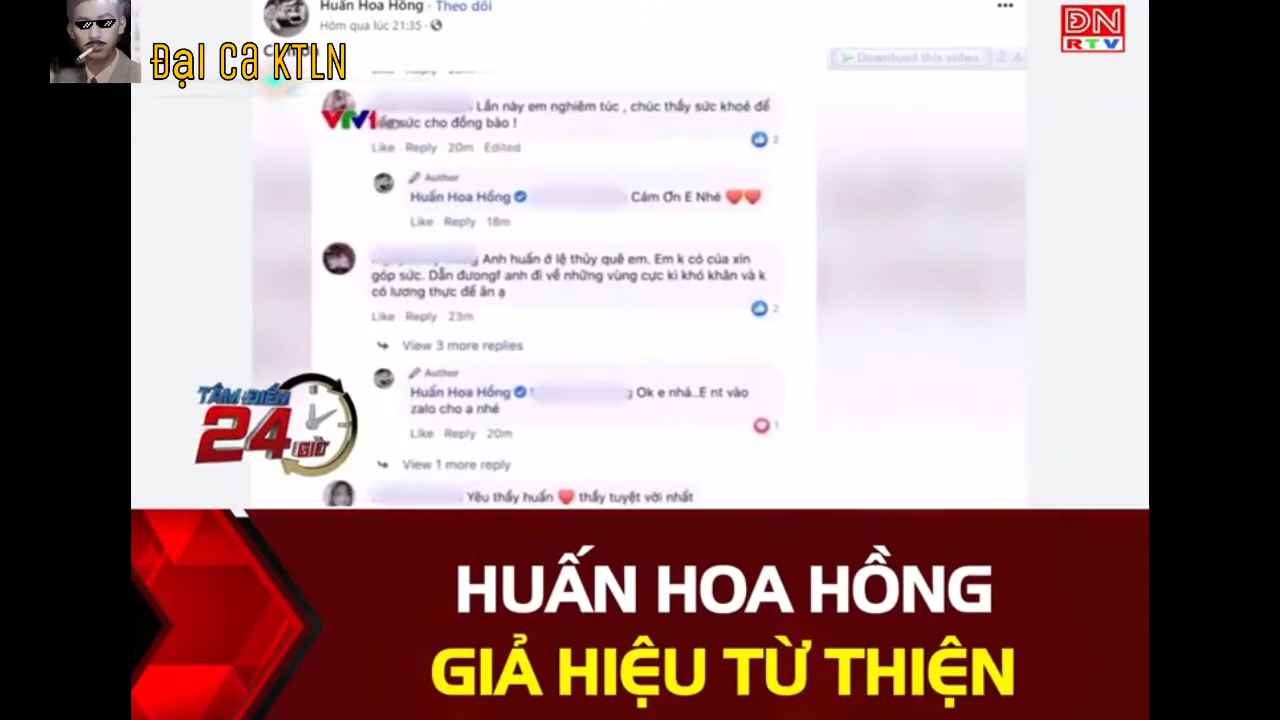 Huấn Hoa Hồng · Theo dõi
Hôm qua lúc 21:35
Đại Ca KTLN
ĐN
RTV
Download this video
VTV1
Lần này em nghiêm túc , chúc thầy sức khoẻ để
sức cho đồng bào !
Like Reply 20m · Edited
2
Author
Huấn Hoa Hồng Cảm Ơn E Nhé ❤️❤️
Like Reply 18m
Anh huấn ở lệ thủy quê em. Em k có của xin
góp sức. Dẫn đưongf anh đi về những vùng cực kì khó khăn và k
có lương thực để ăn ạ
Like Reply 23m
2
View 3 more replies
Author
Huấn Hoa Hồng Ok e nhá..E nt vào
zalo cho a nhé
Like Reply 20m
1
View 1 more reply
Yêu thầy huấn ❤️ thầy tuyệt vời nhất
TÂM ĐIỂM
24 GIỜ
HUẤN HOA HỒNG
GIẢ HIỆU TỪ THIỆN